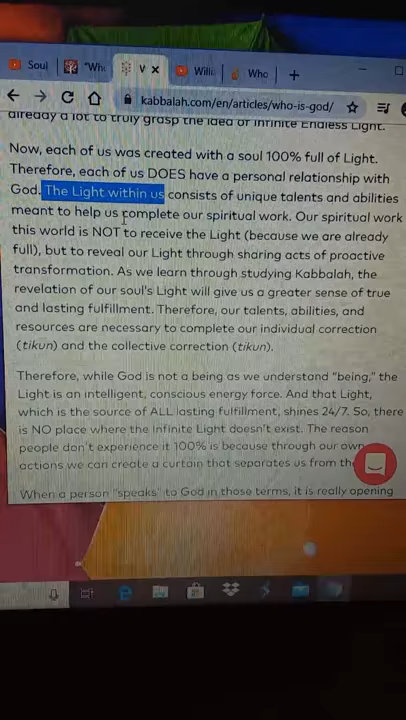 Soul
"Whe
V
Willi
Who
kabbalah.com/en/articles/who-is-god/
already a lot to truly grasp the idea of Infinite Endless Light.
Now, each of us was created with a soul 100% full of Light.
Therefore, each of us DOES have a personal relationship with
God. The Light within us consists of unique talents and abilities
meant to help us complete our spiritual work. Our spiritual work
this world is NOT to receive the Light (because we are already
full), but to reveal our Light through sharing acts of proactive
transformation. As we learn through studying Kabbalah, the
revelation of our soul's Light will give us a greater sense of true
and lasting fulfillment. Therefore, our talents, abilities, and
resources are necessary to complete our individual correction
(tikun) and the collective correction (tikun).
Therefore, while God is not a being as we understand "being," the
Light is an intelligent, conscious energy force. And that Light,
which is the source of ALL lasting fulfillment, shines 24/7. So, there
is NO place where the Infinite Light doesn't exist. The reason
people don't experience it 100% is because through our own
actions we can create a curtain that separates us from the
When a person "speaks" to God in those terms, it is really opening